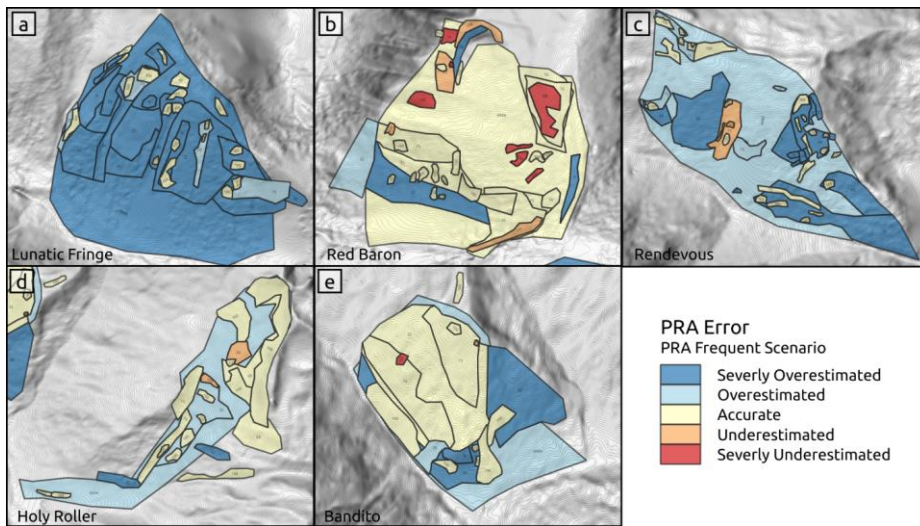 a
Lunatic Fringe
b
Red Baron
c
Rendevous
d
Holy Roller
e
Bandito
PRA Error
PRA Frequent Scenario
Severly Overestimated
Overestimated
Accurate
Underestimated
Severly Underestimated